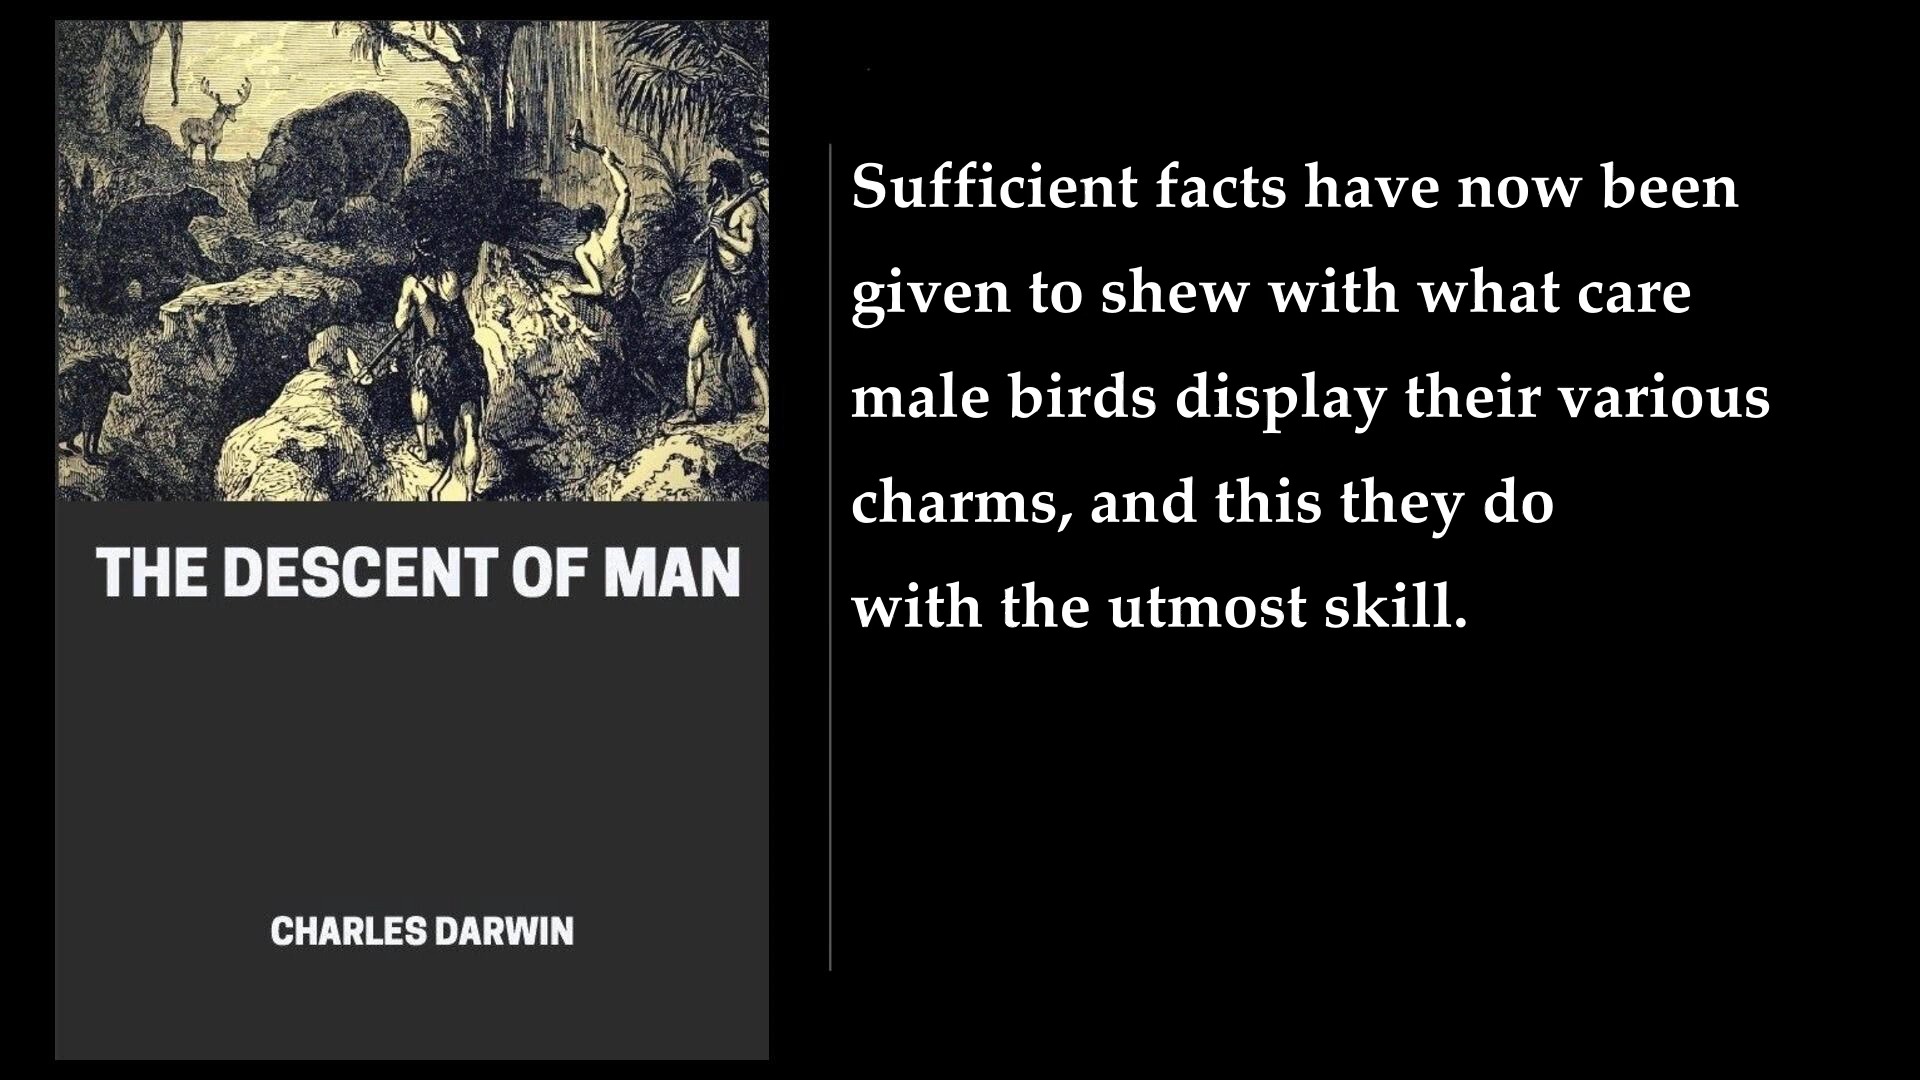 THE DESCENT OF MAN
CHARLES DARWIN
Sufficient facts have now been
given to shew with what care
male birds display their various
charms, and this they do
with the utmost skill.